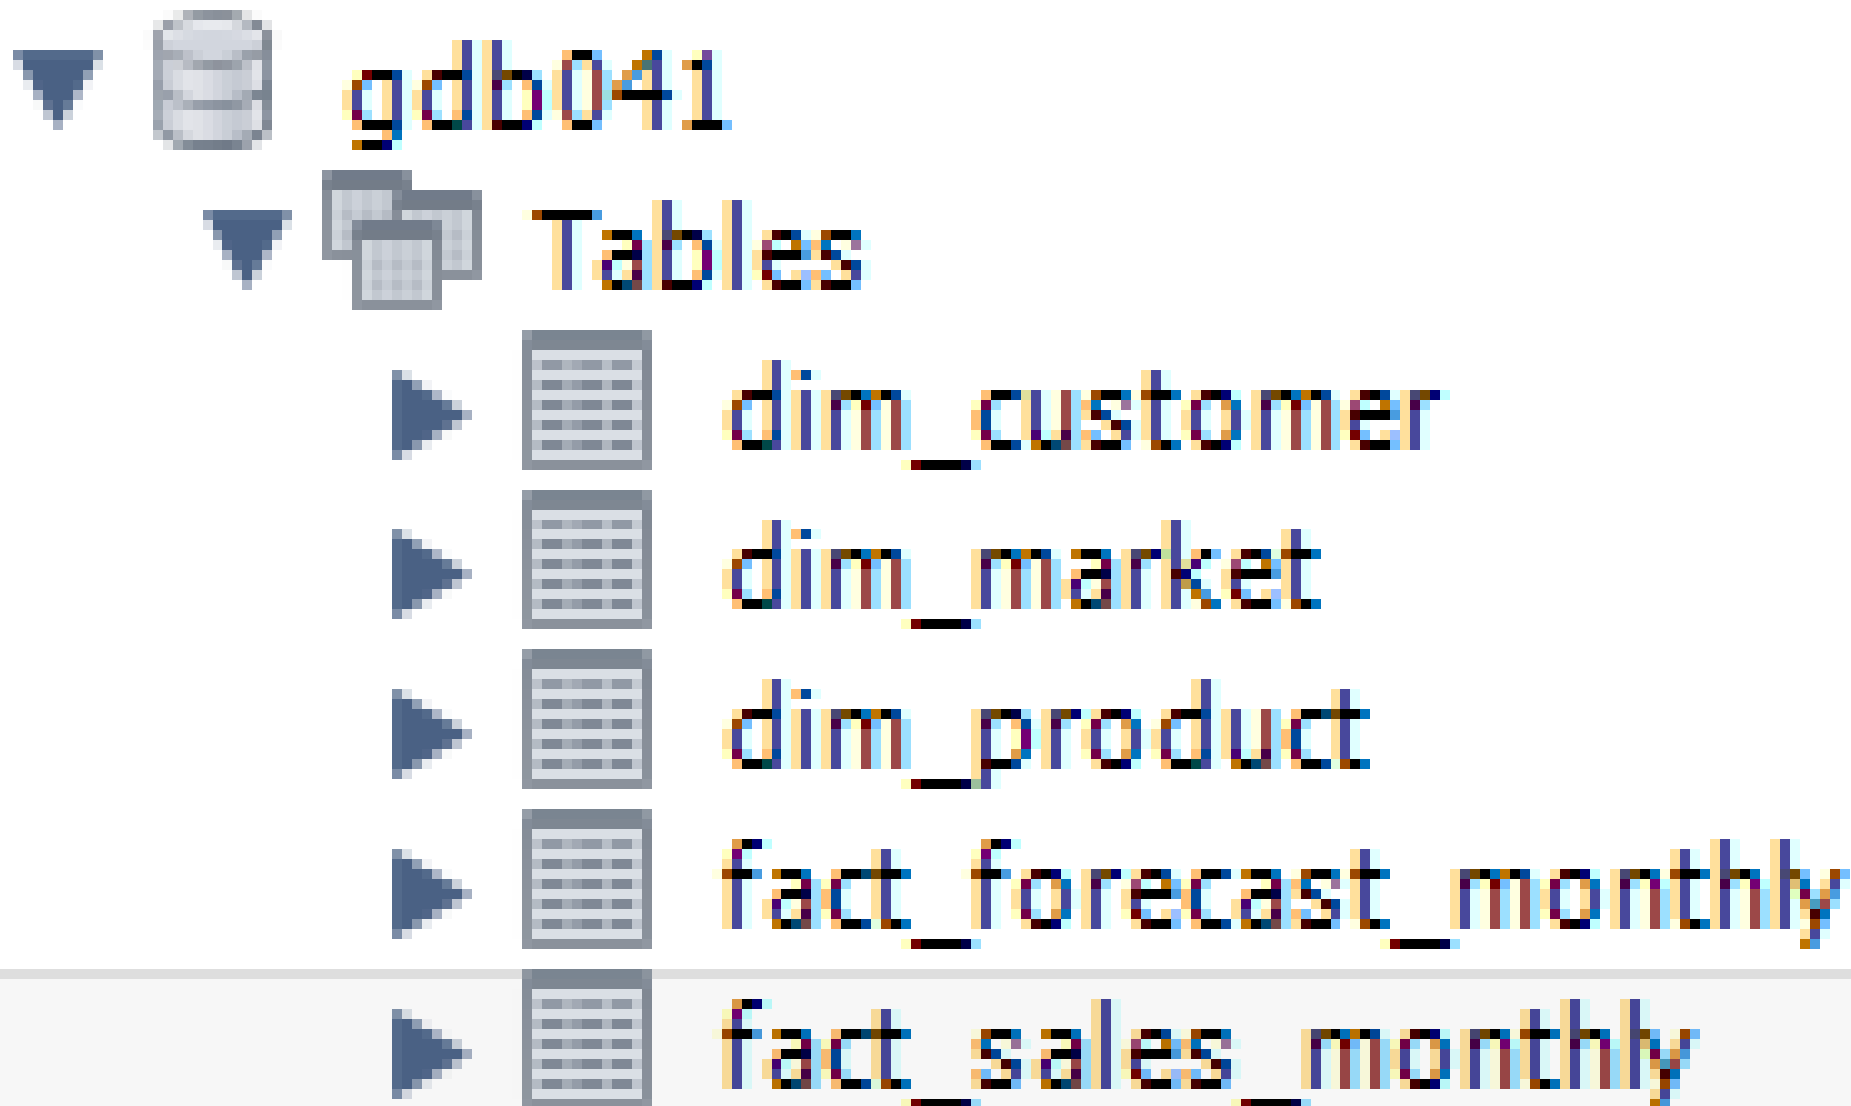 gdb041
Tables
dim_customer
dim_market
dim_product
fact_forecast_monthly
fact_sales_monthly